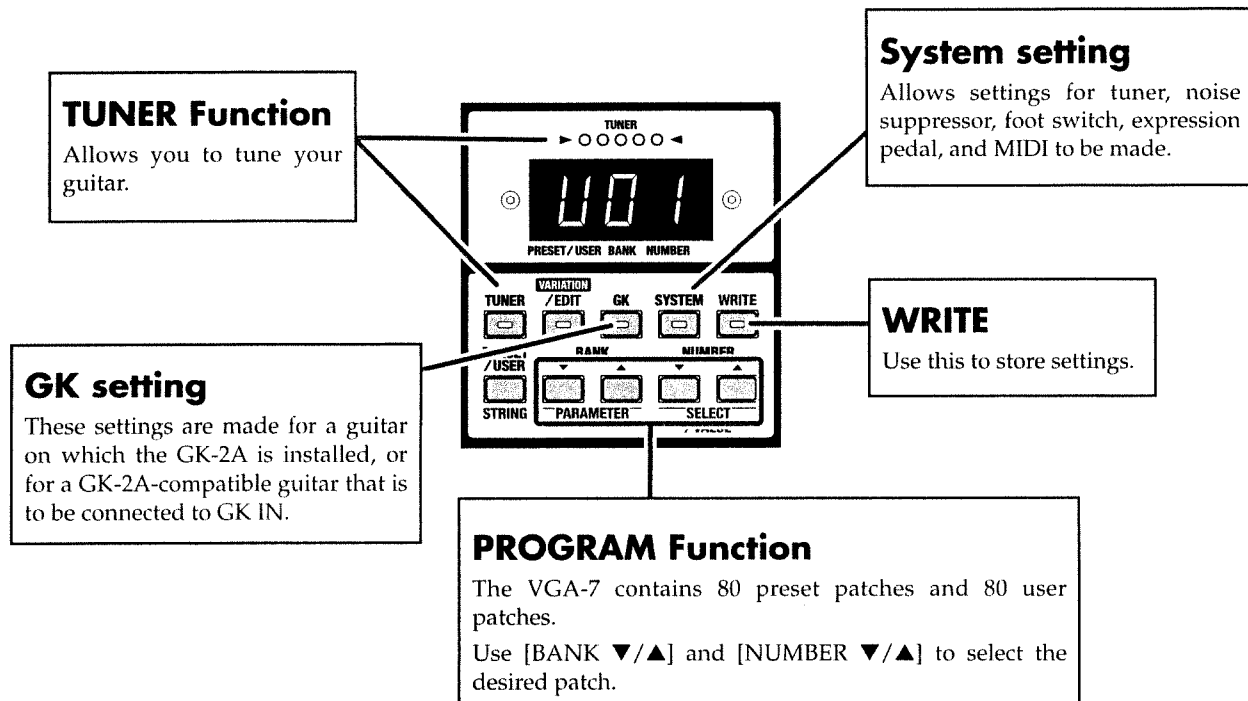 System setting
Allows settings for tuner, noise
suppressor, foot switch, expression
pedal, and MIDI to be made.
TUNER Function
Allows you to tune your
guitar.
TUNER
U01
PRESET/USER BANK NUMBER
VARIATION
TUNER /EDIT GK SYSTEM WRITE
BANK NUMBER
/USER
STRING PARAMETER SELECT
WRITE
Use this to store settings.
GK setting
These settings are made for a guitar
on which the GK-2A is installed, or
for a GK-2A-compatible guitar that is
to be connected to GK IN.
PROGRAM Function
The VGA-7 contains 80 preset patches and 80 user
patches.
Use [BANK ▼/▲] and [NUMBER ▼/▲] to select the
desired patch.